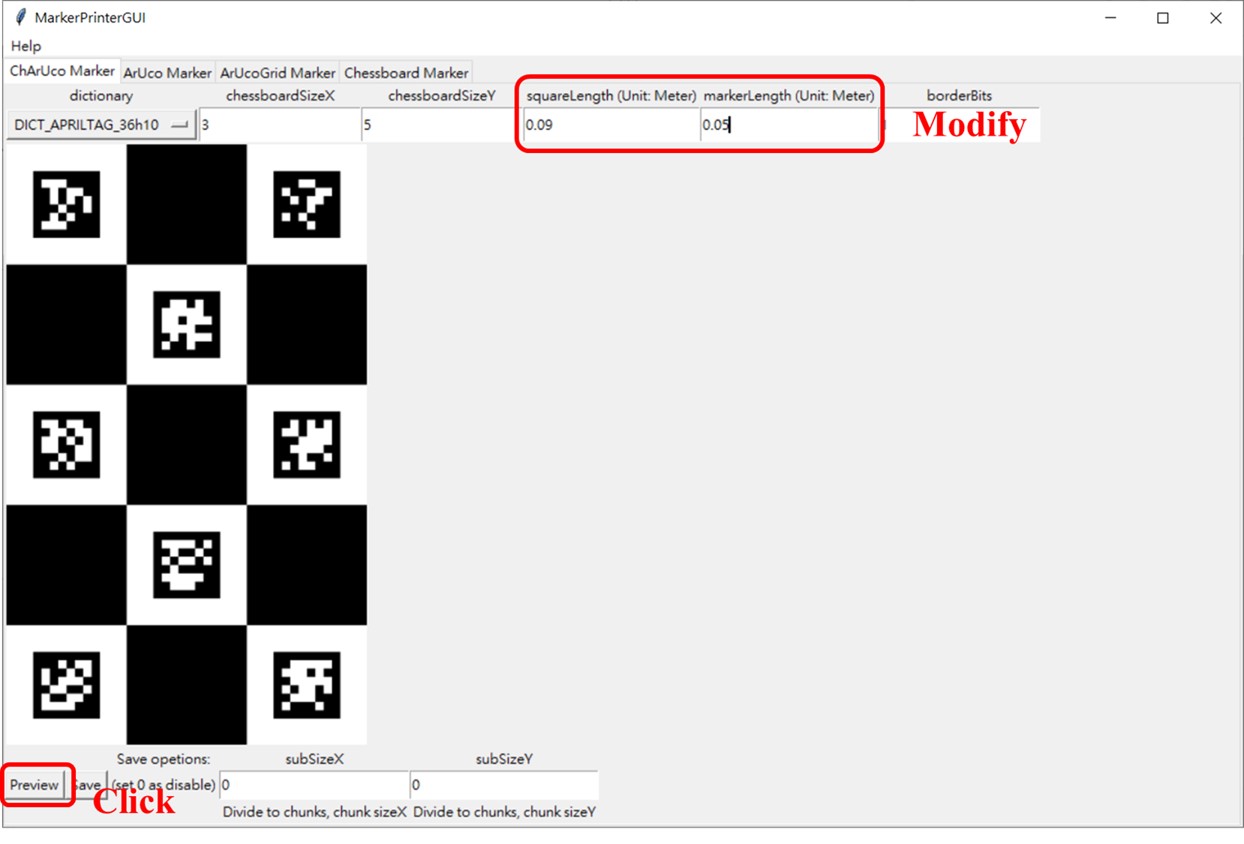 MarkerPrinterGUI
Help
ChArUco Marker ArUco Marker ArUcoGrid Marker Chessboard Marker
dictionary chessboardSizeX chessboardSizeY squareLength (Unit: Meter) markerLength (Unit: Meter) borderBits
DICT_APRILTAG_36h10 3 5 0.09 0.05 Modify
Save opetions: subSizeX subSizeY
Preview Save (set 0 as disable) 0 0
Click
Divide to chunks, chunk sizeX Divide to chunks, chunk sizeY